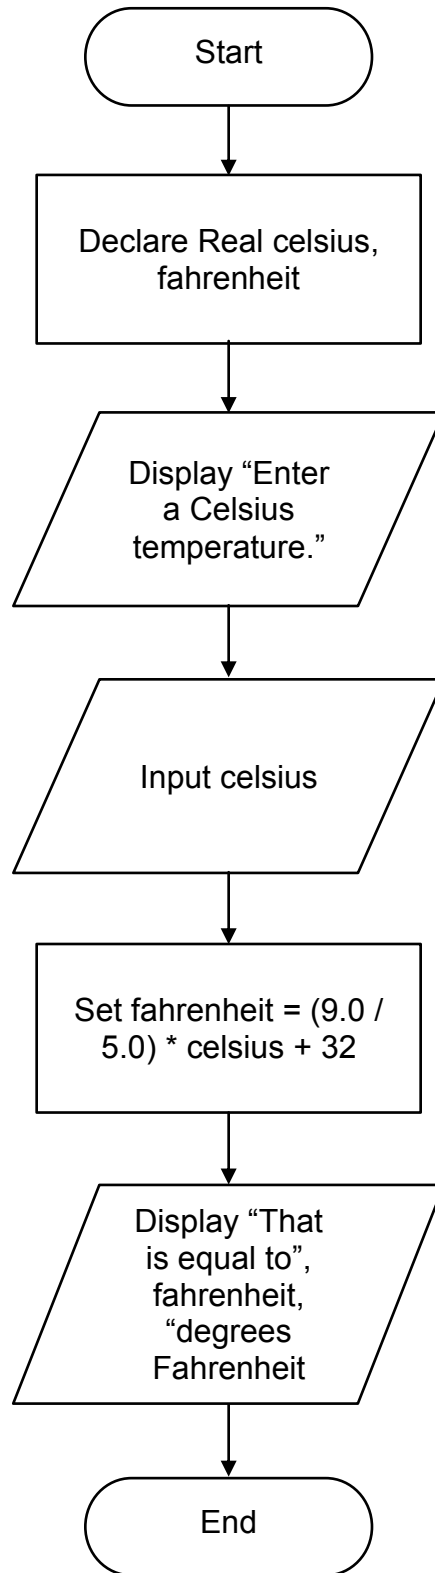 Start
Declare Real celsius,
fahrenheit
Display “Enter
a Celsius
temperature.”
Input celsius
Set fahrenheit = (9.0 /
5.0) * celsius + 32
Display “That
is equal to”,
fahrenheit,
“degrees
Fahrenheit
End